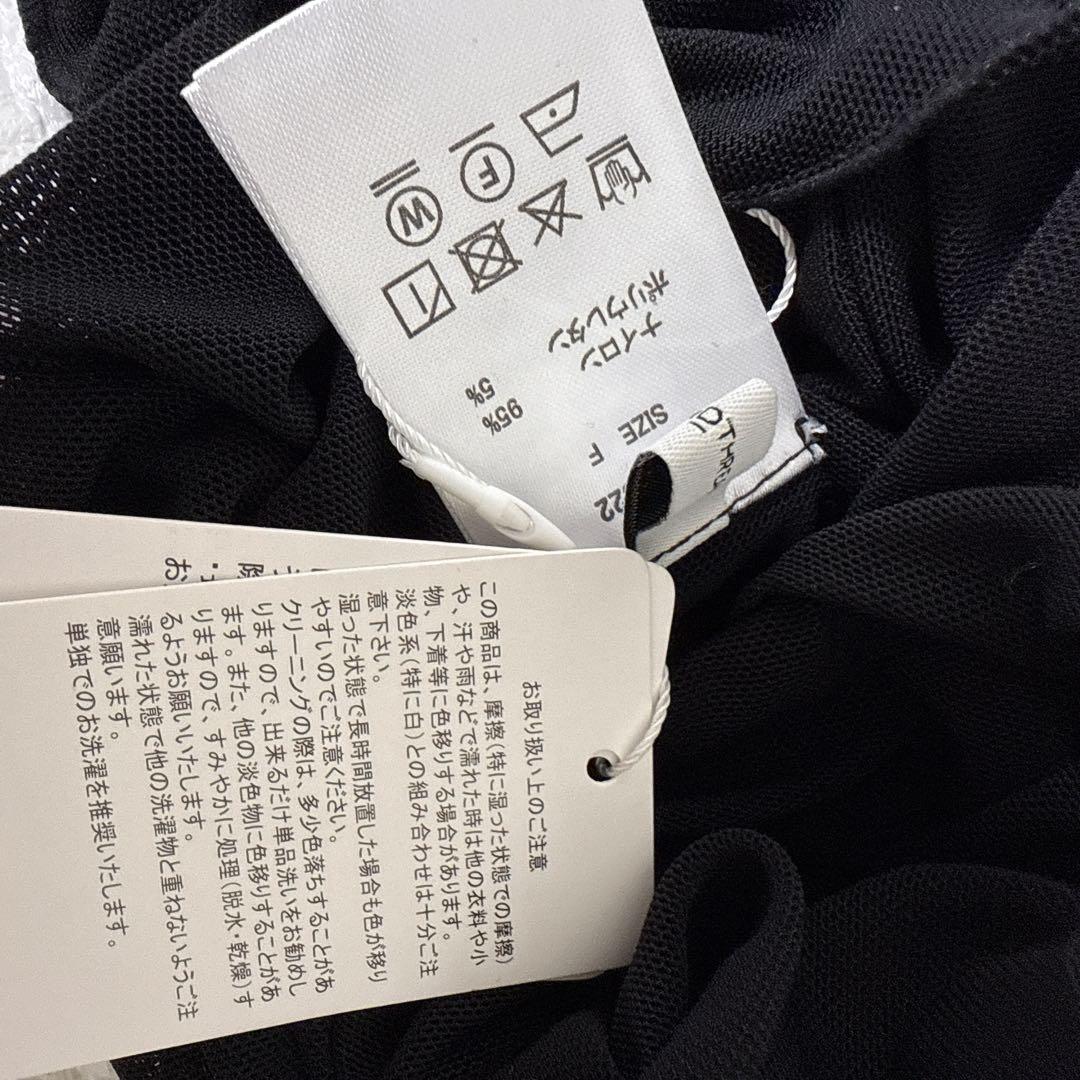 22
SIZE F
ナイロン 95%
ポリウレタン 5%
W
F
お取り扱い上のご注意
この商品は、摩擦(特に湿った状態での摩擦)
や、汗や雨などで濡れた時は他の衣料や小
物、下着等に色移りする場合があります。
淡色系(特に白)との組み合わせは十分ご注
意下さい。
湿った状態で長時間放置した場合も色が移り
やすいのでご注意ください。
クリーニングの際は、多少色落ちすることがあ
りますので、出来るだけ単品洗いをお勧めし
ます。また、他の淡色物に色移りすることがあ
りますので、すみやかに処理(脱水・乾燥)す
るようお願いいたします。
濡れた状態で他の洗濯物と重ねないようご注
意願います。
単独でのお洗濯を推奨いたします。